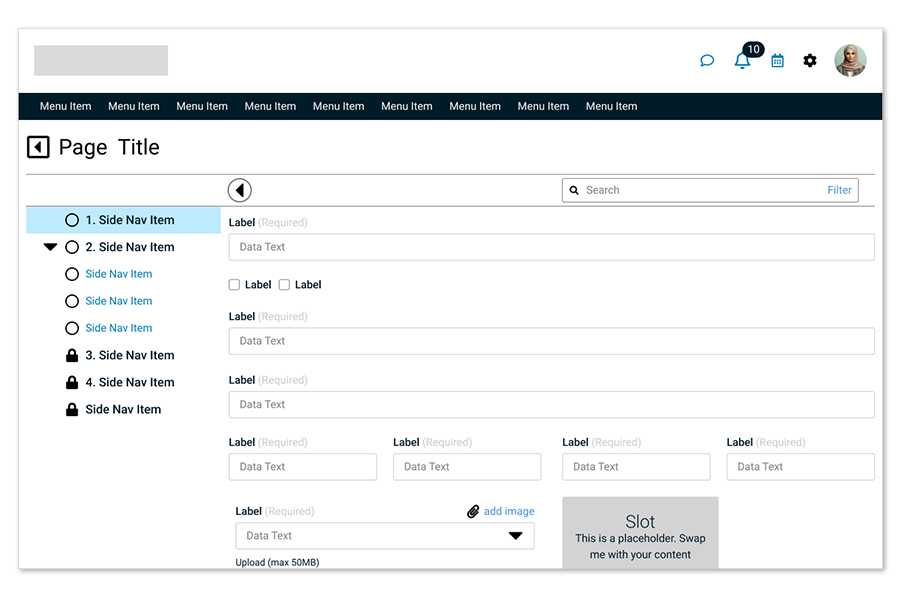 10
Menu Item Menu Item Menu Item Menu Item Menu Item Menu Item Menu Item Menu Item Menu Item
Page Title
Search Filter
1. Side Nav Item
2. Side Nav Item
Side Nav Item
Side Nav Item
Side Nav Item
3. Side Nav Item
4. Side Nav Item
Side Nav Item
Label (Required)
Data Text
Label Label
Label (Required)
Data Text
Label (Required)
Data Text
Label (Required) Label (Required) Label (Required) Label (Required)
Data Text Data Text Data Text Data Text
Label (Required) add image
Data Text
Upload (max 50MB)
Slot
This is a placeholder. Swap
me with your content